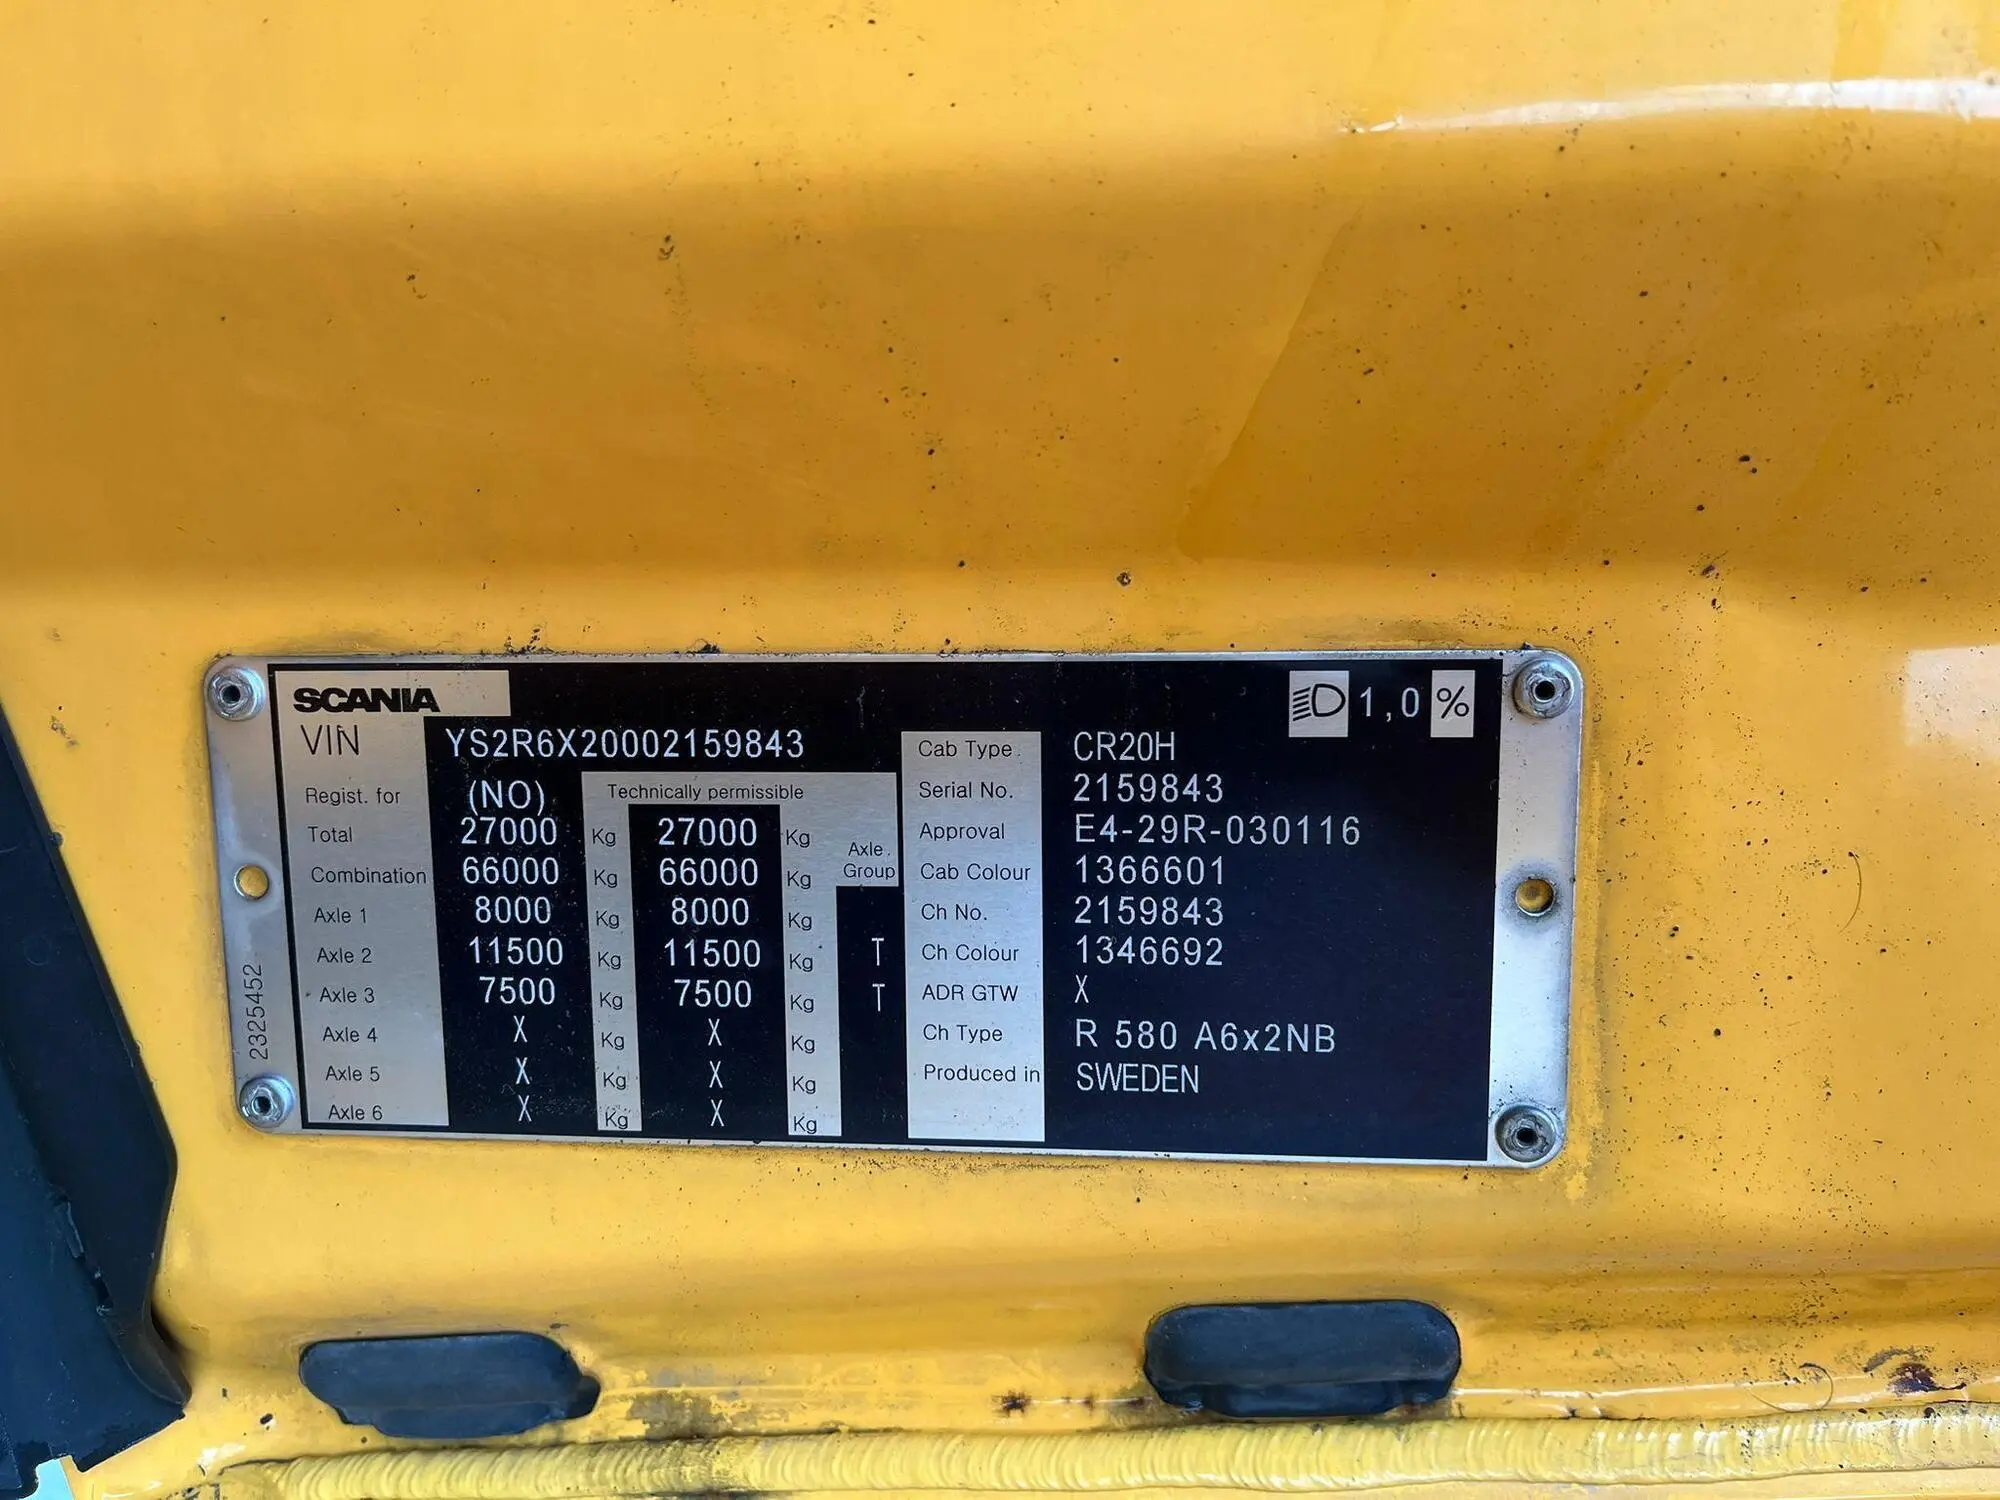 SCANIA
1,0 %
VIN YS2R6X20002159843
Regist. for (NO) Technically permissible
Total 27000 Kg 27000 Kg
Combination 66000 Kg 66000 Kg Axle Group
Axle 1 8000 Kg 8000 Kg
Axle 2 11500 Kg 11500 Kg T
Axle 3 7500 Kg 7500 Kg T
Axle 4 X Kg X Kg
Axle 5 X Kg X Kg
Axle 6 X Kg X Kg
Cab Type CR20H
Serial No. 2159843
Approval E4-29R-030116
Cab Colour 1366601
Ch No. 2159843
Ch Colour 1346692
ADR GTW X
Ch Type R 580 A6x2NB
Produced in SWEDEN
2325452